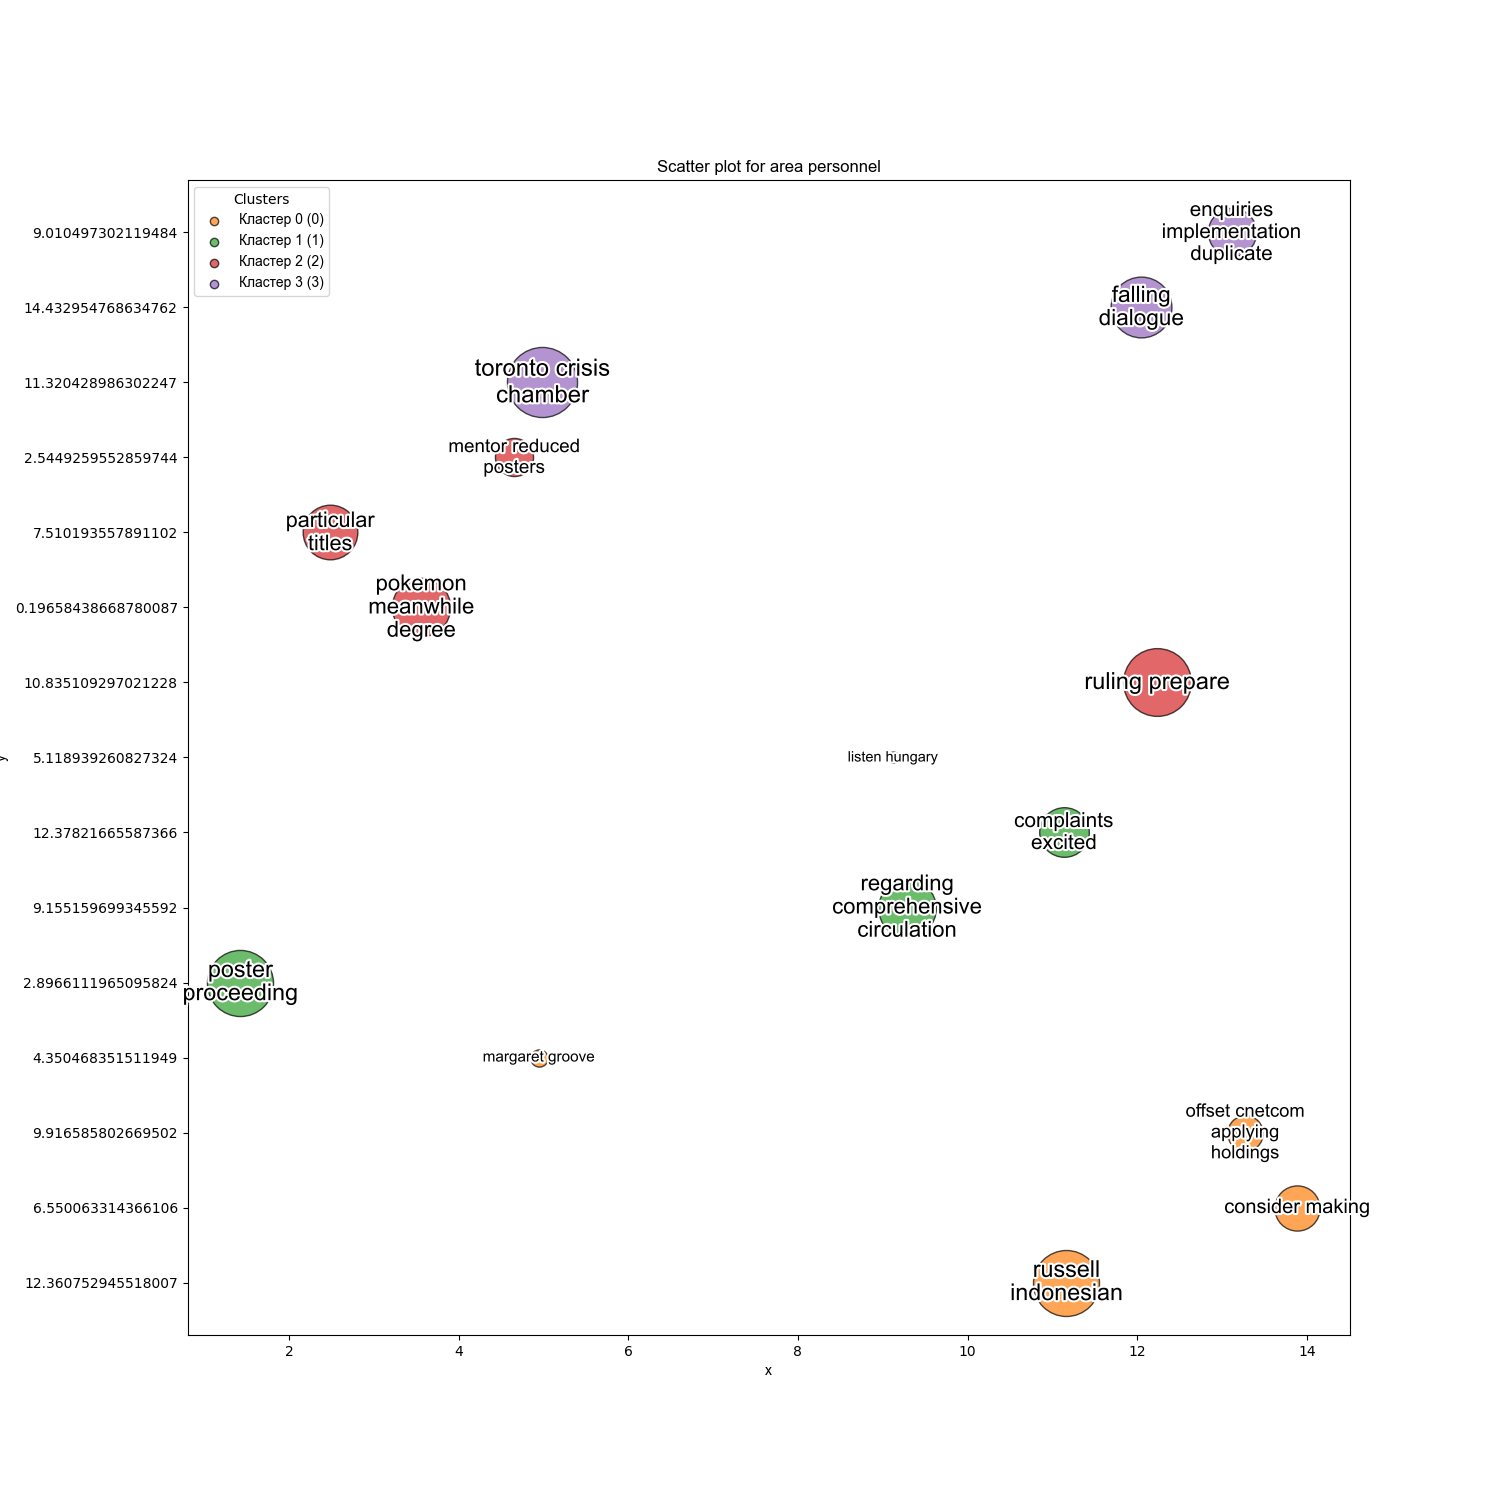 Scatter plot for area personnel
Clusters
Кластер 0 (0)
Кластер 1 (1)
Кластер 2 (2)
Кластер 3 (3)
9.010497302119484
14.432954768634762
11.320428986302247
2.5449259552859744
7.510193557891102
0.19658438668780087
10.835109297021228
5.118939260827324
12.37821665587366
9.155159699345592
2.8966111965095824
4.350468351511949
9.916585802669502
6.550063314366106
12.360752945518007
y
enquiries
implementation
duplicate
falling
dialogue
toronto crisis
chamber
mentor reduced
posters
particular
titles
pokemon
meanwhile
degree
ruling prepare
listen hungary
complaints
excited
regarding
comprehensive
circulation
poster
proceeding
margaret groove
offset cnetcom
applying
holdings
consider making
russell
indonesian
2
4
6
8
10
12
14
x